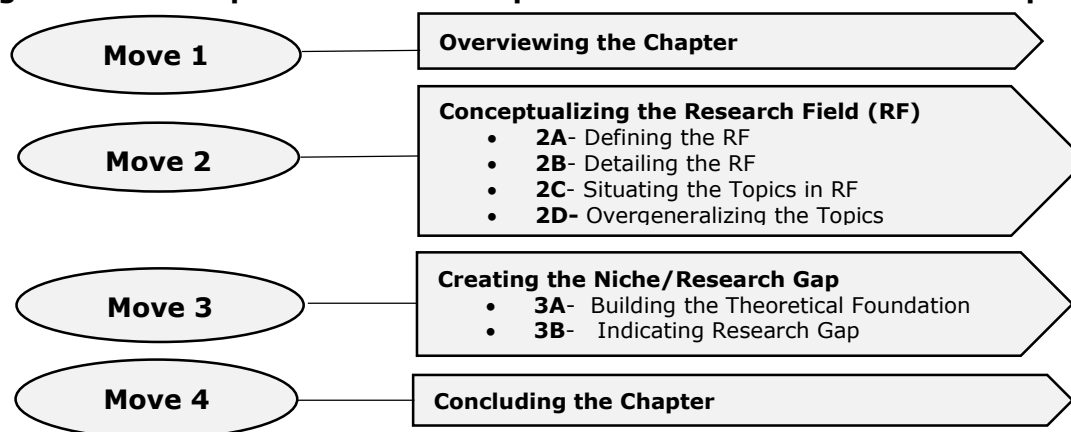 Move 1
Overviewing the Chapter
Move 2
Conceptualizing the Research Field (RF)
• 2A- Defining the RF
• 2B- Detailing the RF
• 2C- Situating the Topics in RF
• 2D- Overgeneralizing the Topics
Move 3
Creating the Niche/Research Gap
• 3A- Building the Theoretical Foundation
• 3B- Indicating Research Gap
Move 4
Concluding the Chapter